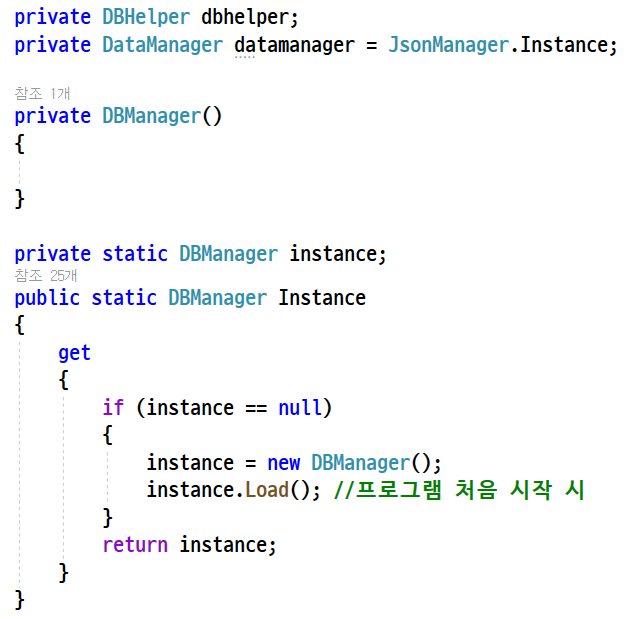 private DBHelper dbhelper;
private DataManager datamanager = JsonManager.Instance;
참조 1개
private DBManager()
{
}
private static DBManager instance;
참조 25개
public static DBManager Instance
{
get
{
if (instance == null)
{
instance = new DBManager();
instance.Load(); //프로그램 처음 시작 시
}
return instance;
}
}